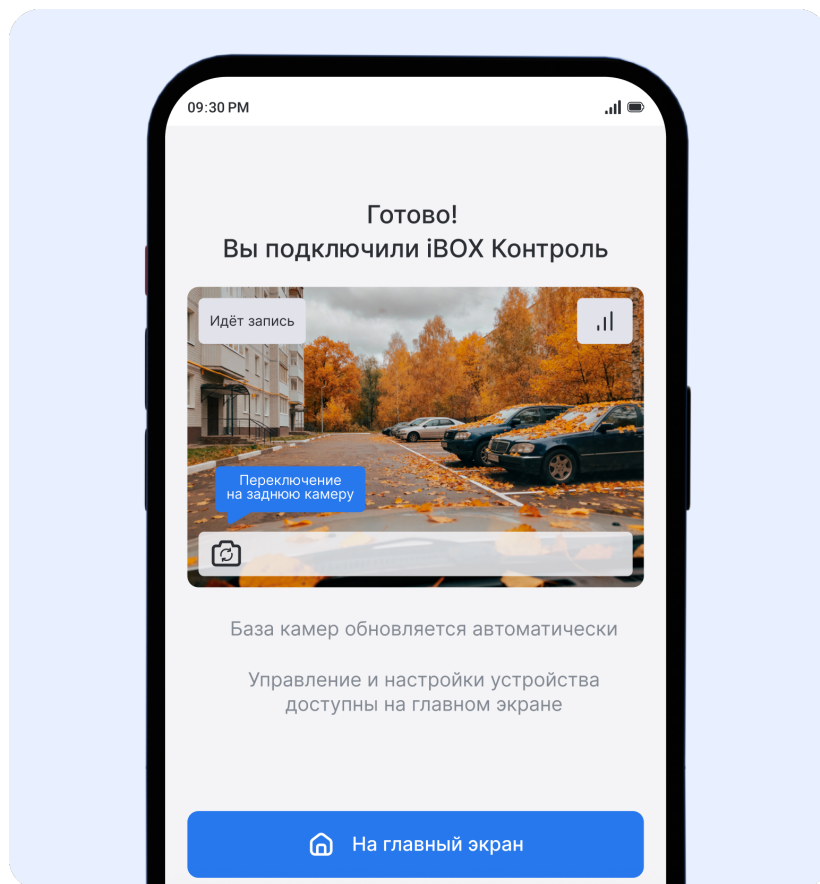 09:30 PM
Готово!
Вы подключили iBOX Контроль
Идёт запись
Переключение
на заднюю камеру
База камер обновляется автоматически
Управление и настройки устройства
доступны на главном экране
На главный экран